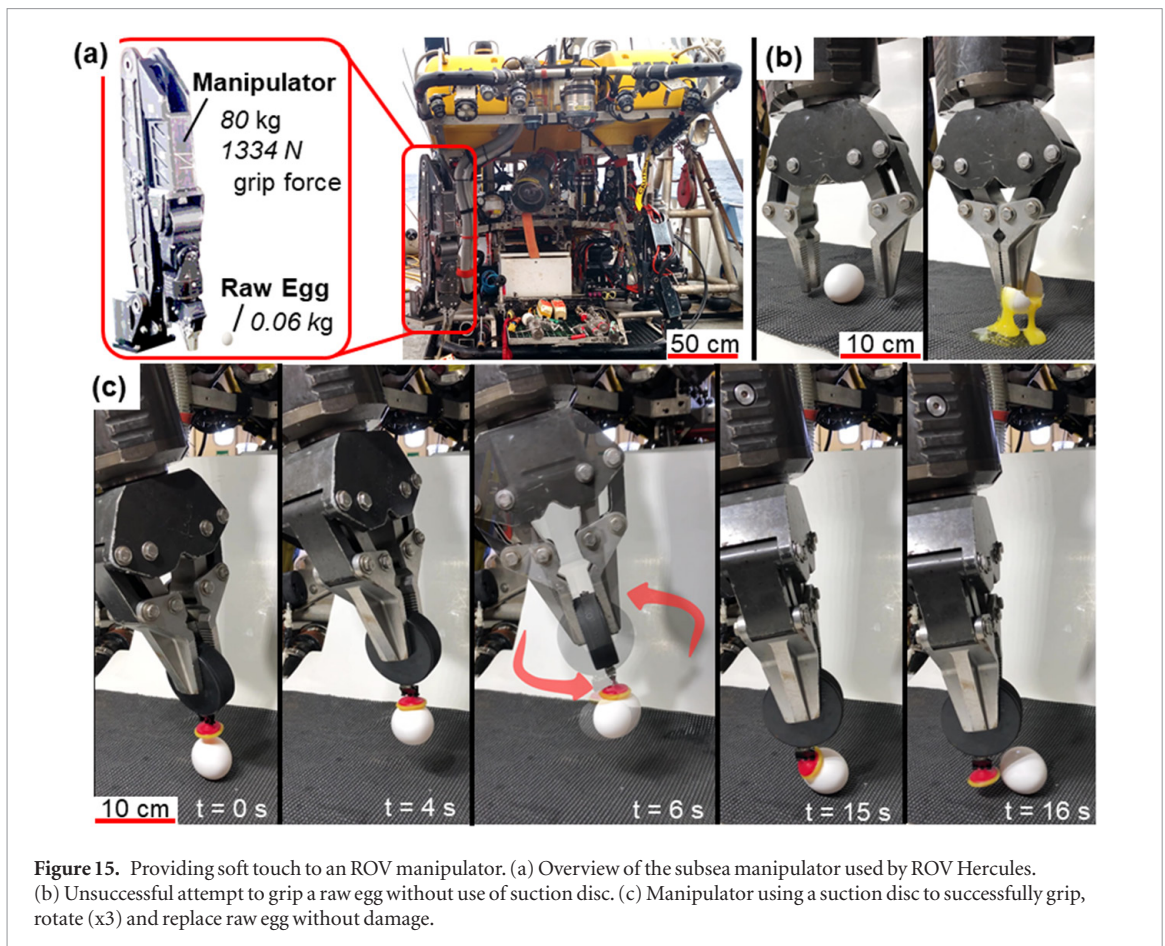 (a)
Manipulator
80 kg
1334 N
grip force
Raw Egg
0.06 kg
50 cm
(b)
10 cm
(c)
10 cm
t = 0 s
t = 4 s
t = 6 s
t = 15 s
t = 16 s
Figure 15. Providing soft touch to an ROV manipulator. (a) Overview of the subsea manipulator used by ROV Hercules.
(b) Unsuccessful attempt to grip a raw egg without use of suction disc. (c) Manipulator using a suction disc to successfully grip,
rotate (x3) and replace raw egg without damage.